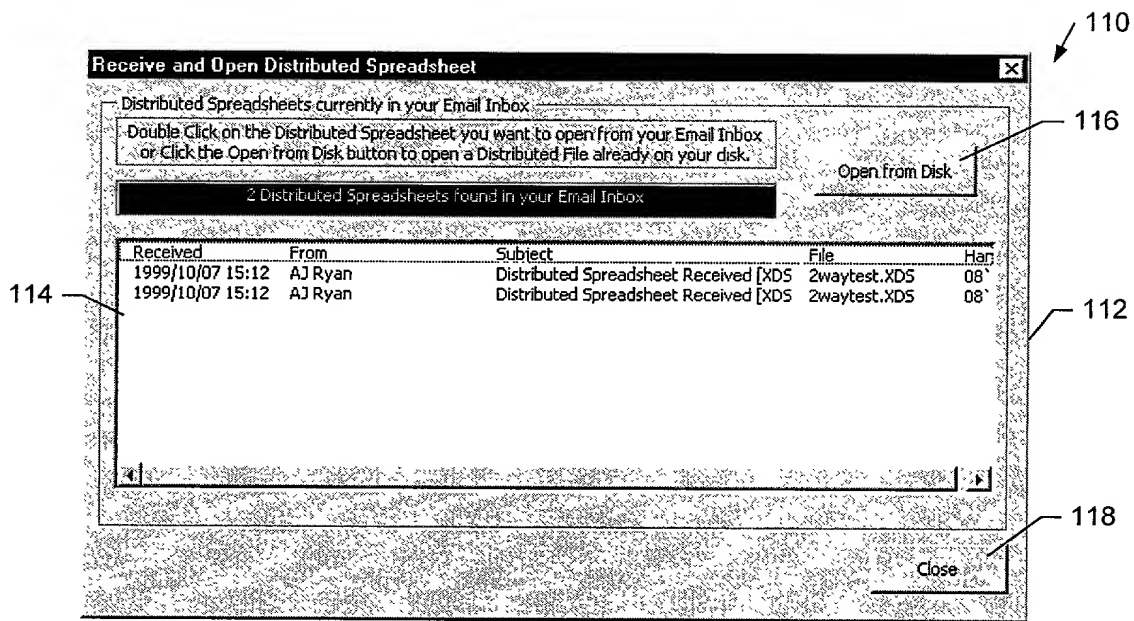 110
Receive and Open Distributed Spreadsheet
Distributed Spreadsheets currently in your Email Inbox
Double Click on the Distributed Spreadsheet you want to open from your Email Inbox
or Click the Open from Disk button to open a Distributed File already on your disk.
116
Open from Disk
2 Distributed Spreadsheets found in your Email Inbox
Received From Subject File Han
1999/10/07 15:12 AJ Ryan Distributed Spreadsheet Received [XDS 2waytest.XDS 08`
1999/10/07 15:12 AJ Ryan Distributed Spreadsheet Received [XDS 2waytest.XDS 08`
114
112
118
Close